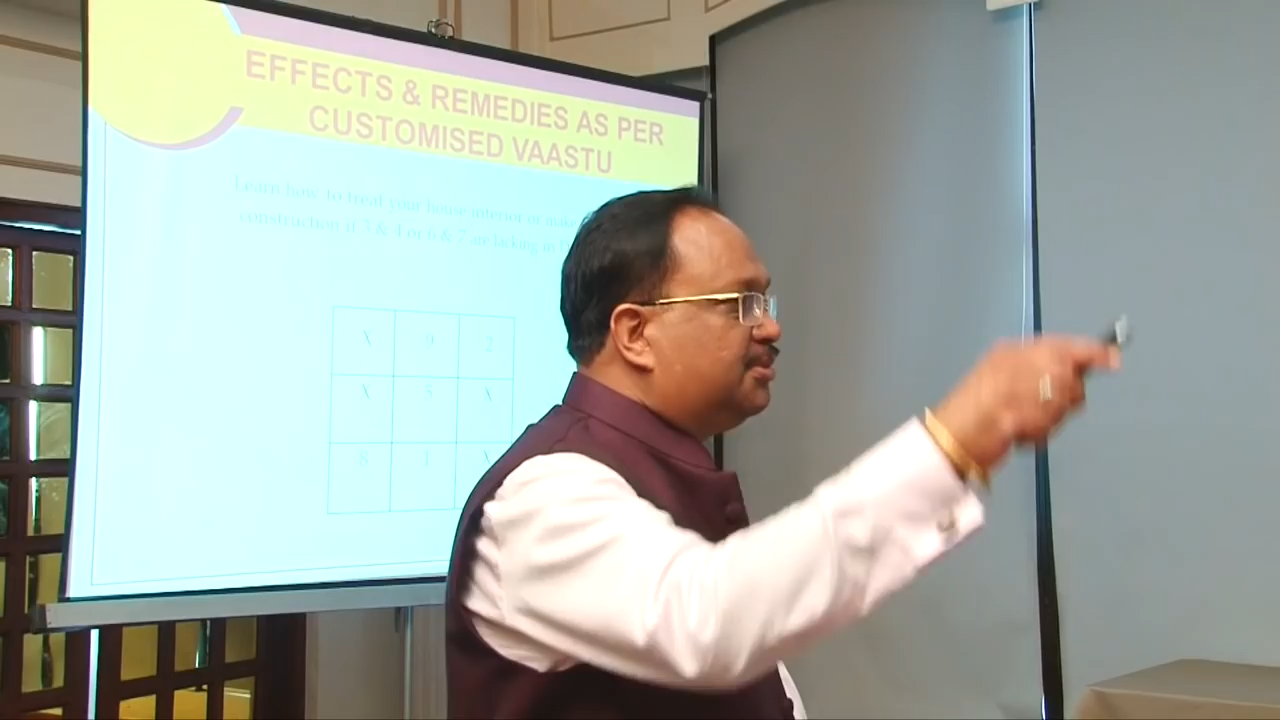 EFFECTS & REMEDIES AS PER
CUSTOMISED VAASTU
Learn how to treat your house interior or
construction if 3 & 4 or 6 & 7 are lacking in
X 9 2
X 5 X
8 1 X